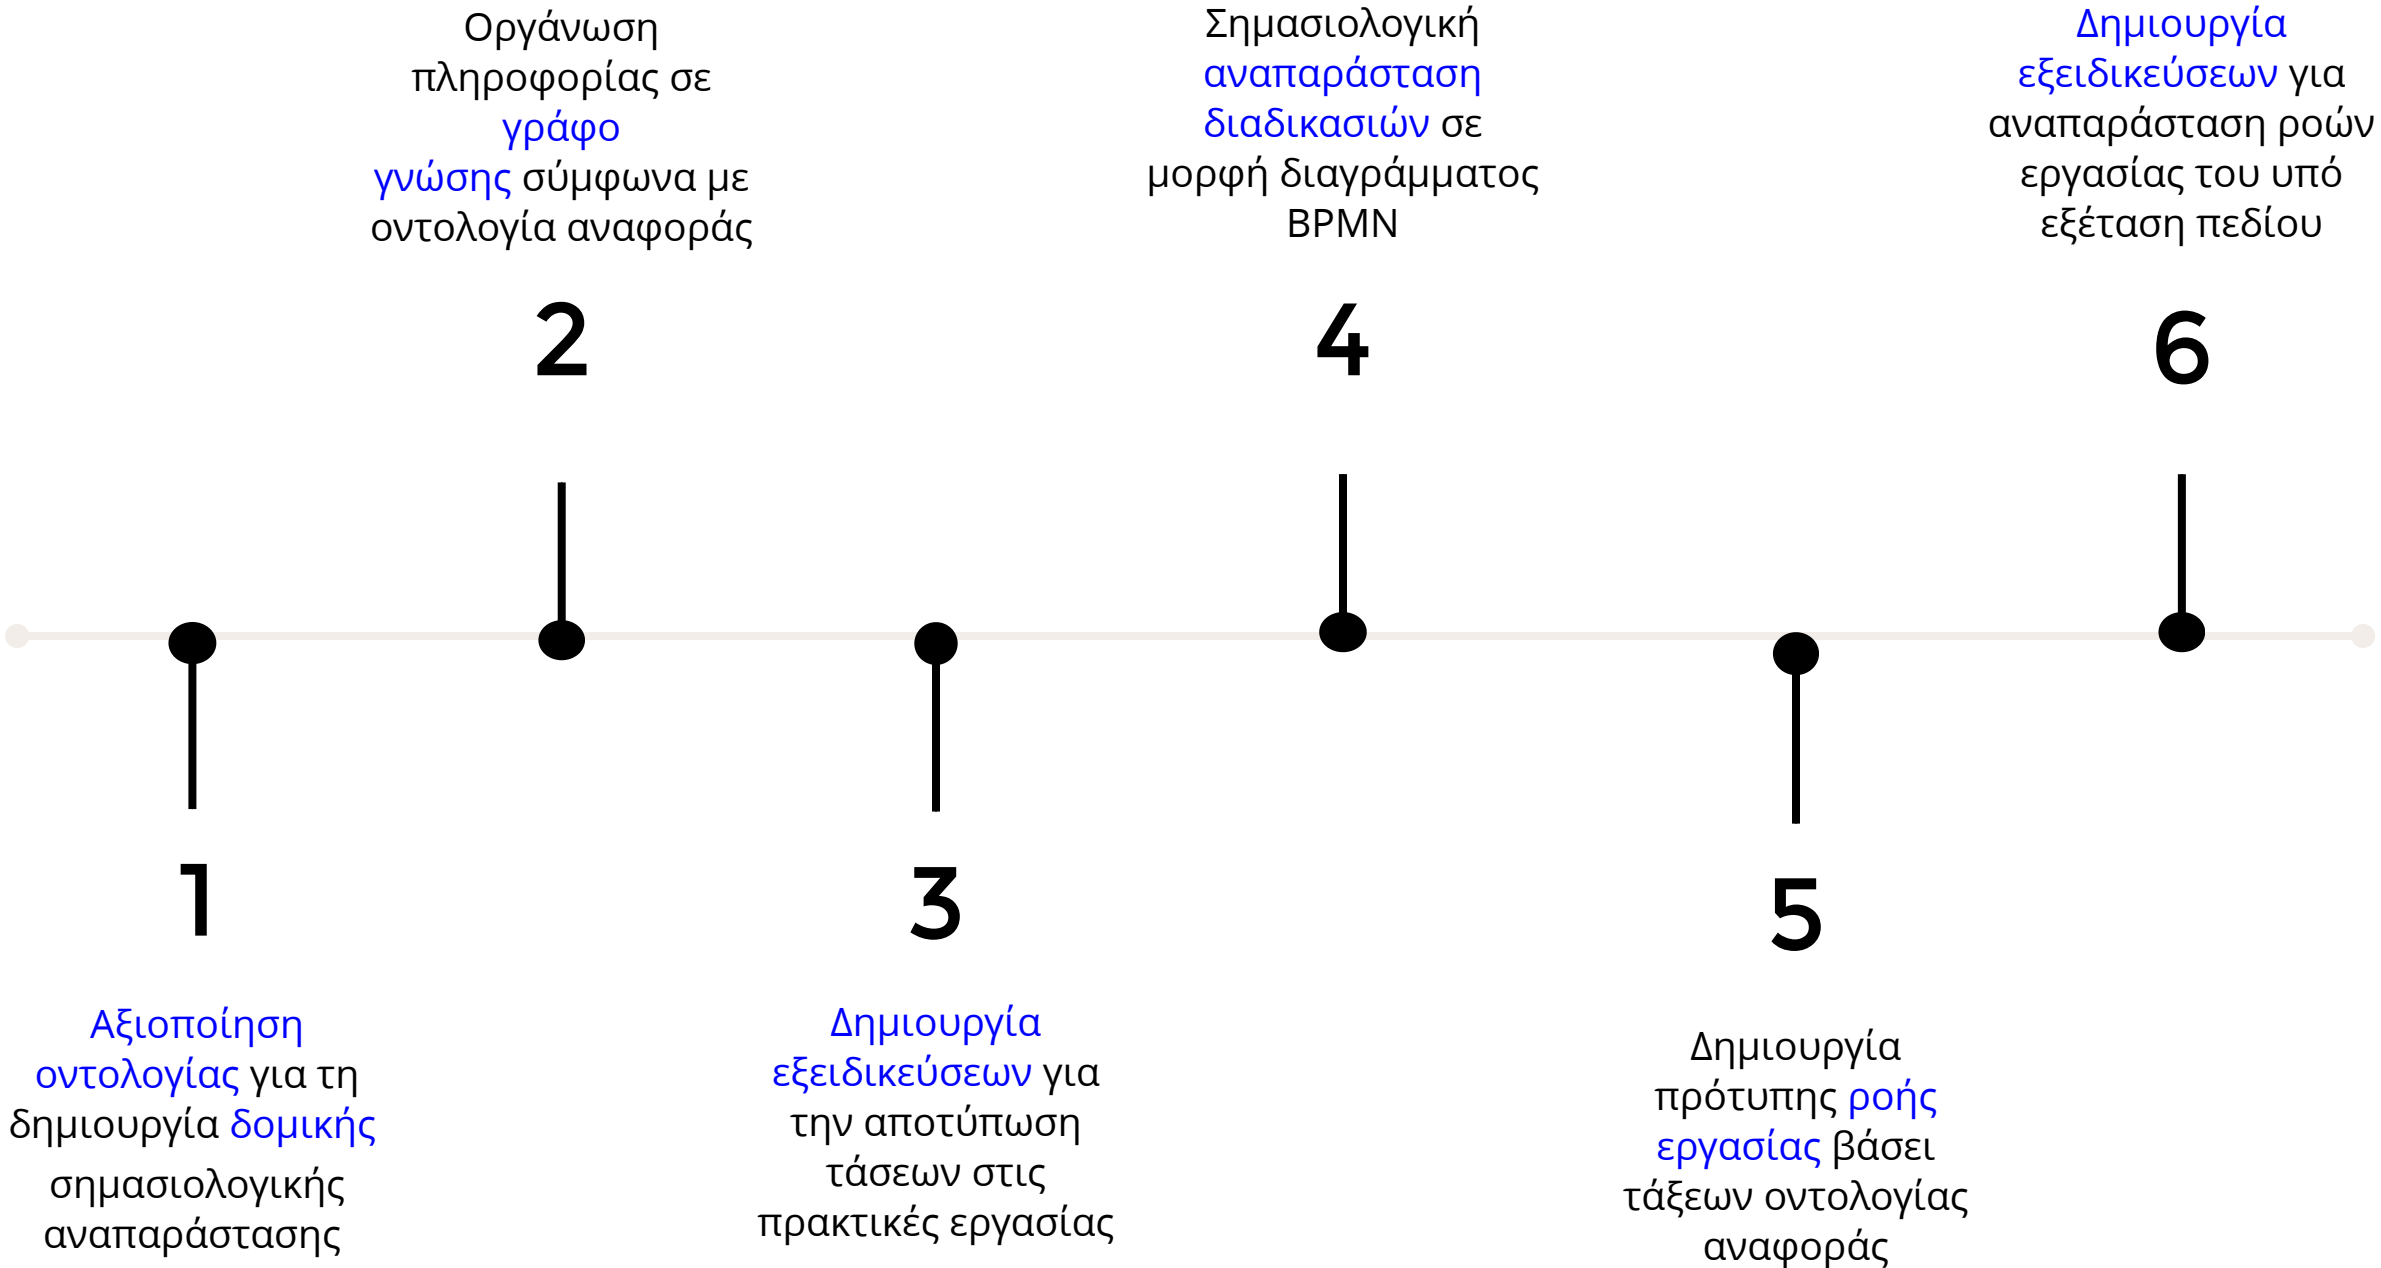 1
Αξιοποίηση
οντολογίας για τη
δημιουργία δομικής
σημασιολογικής
αναπαράστασης
Οργάνωση
πληροφορίας σε
γράφο
γνώσης σύμφωνα με
οντολογία αναφοράς
2
3
Δημιουργία
εξειδικεύσεων για
την αποτύπωση
τάσεων στις
πρακτικές εργασίας
Σημασιολογική
αναπαράσταση
διαδικασιών σε
μορφή διαγράμματος
BPMN
4
5
Δημιουργία
πρότυπης ροής
εργασίας βάσει
τάξεων οντολογίας
αναφοράς
Δημιουργία
εξειδικεύσεων για
αναπαράσταση ροών
εργασίας του υπό
εξέταση πεδίου
6